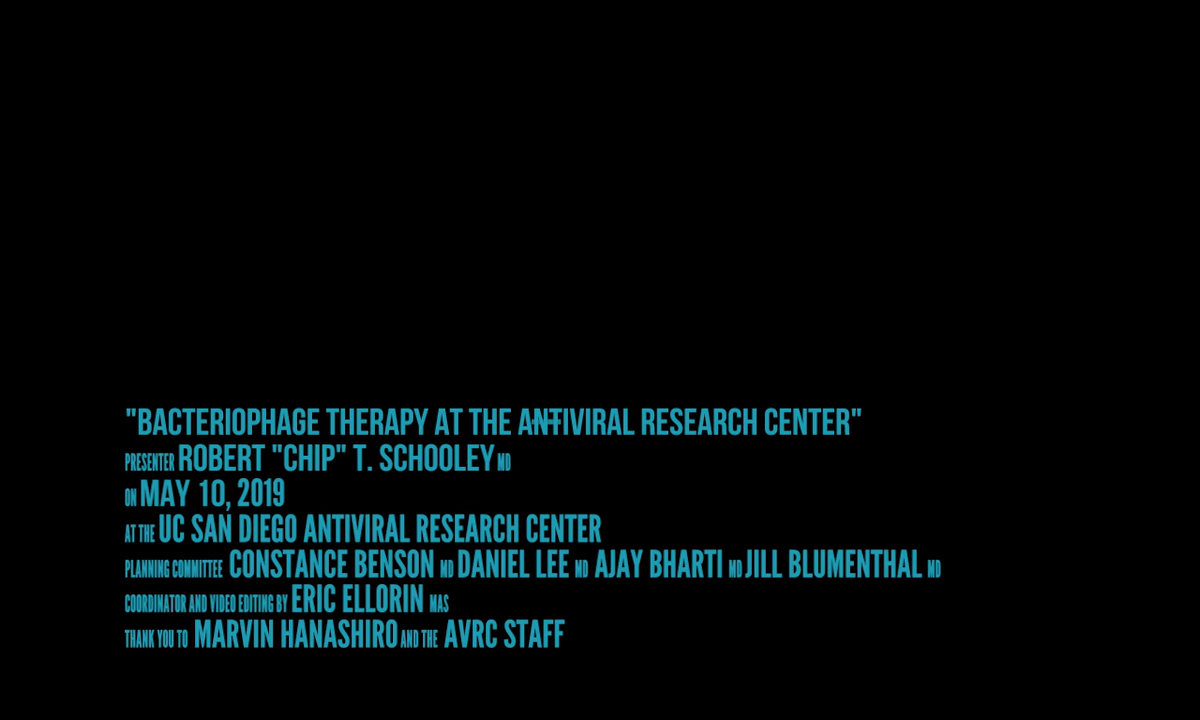 "BACTERIOPHAGE THERAPY AT THE ANTIVIRAL RESEARCH CENTER"
PRESENTER ROBERT "CHIP" T. SCHOOLEY MD
ON MAY 10, 2019
AT THE UC SAN DIEGO ANTIVIRAL RESEARCH CENTER
PLANNING COMMITTEE CONSTANCE BENSON MD DANIEL LEE MD AJAY BHARTI MD JILL BLUMENTHAL MD
COORDINATOR AND VIDEO EDITING BY ERIC ELLORIN MAS
THANK YOU TO MARVIN HANASHIRO AND THE AVRC STAFF